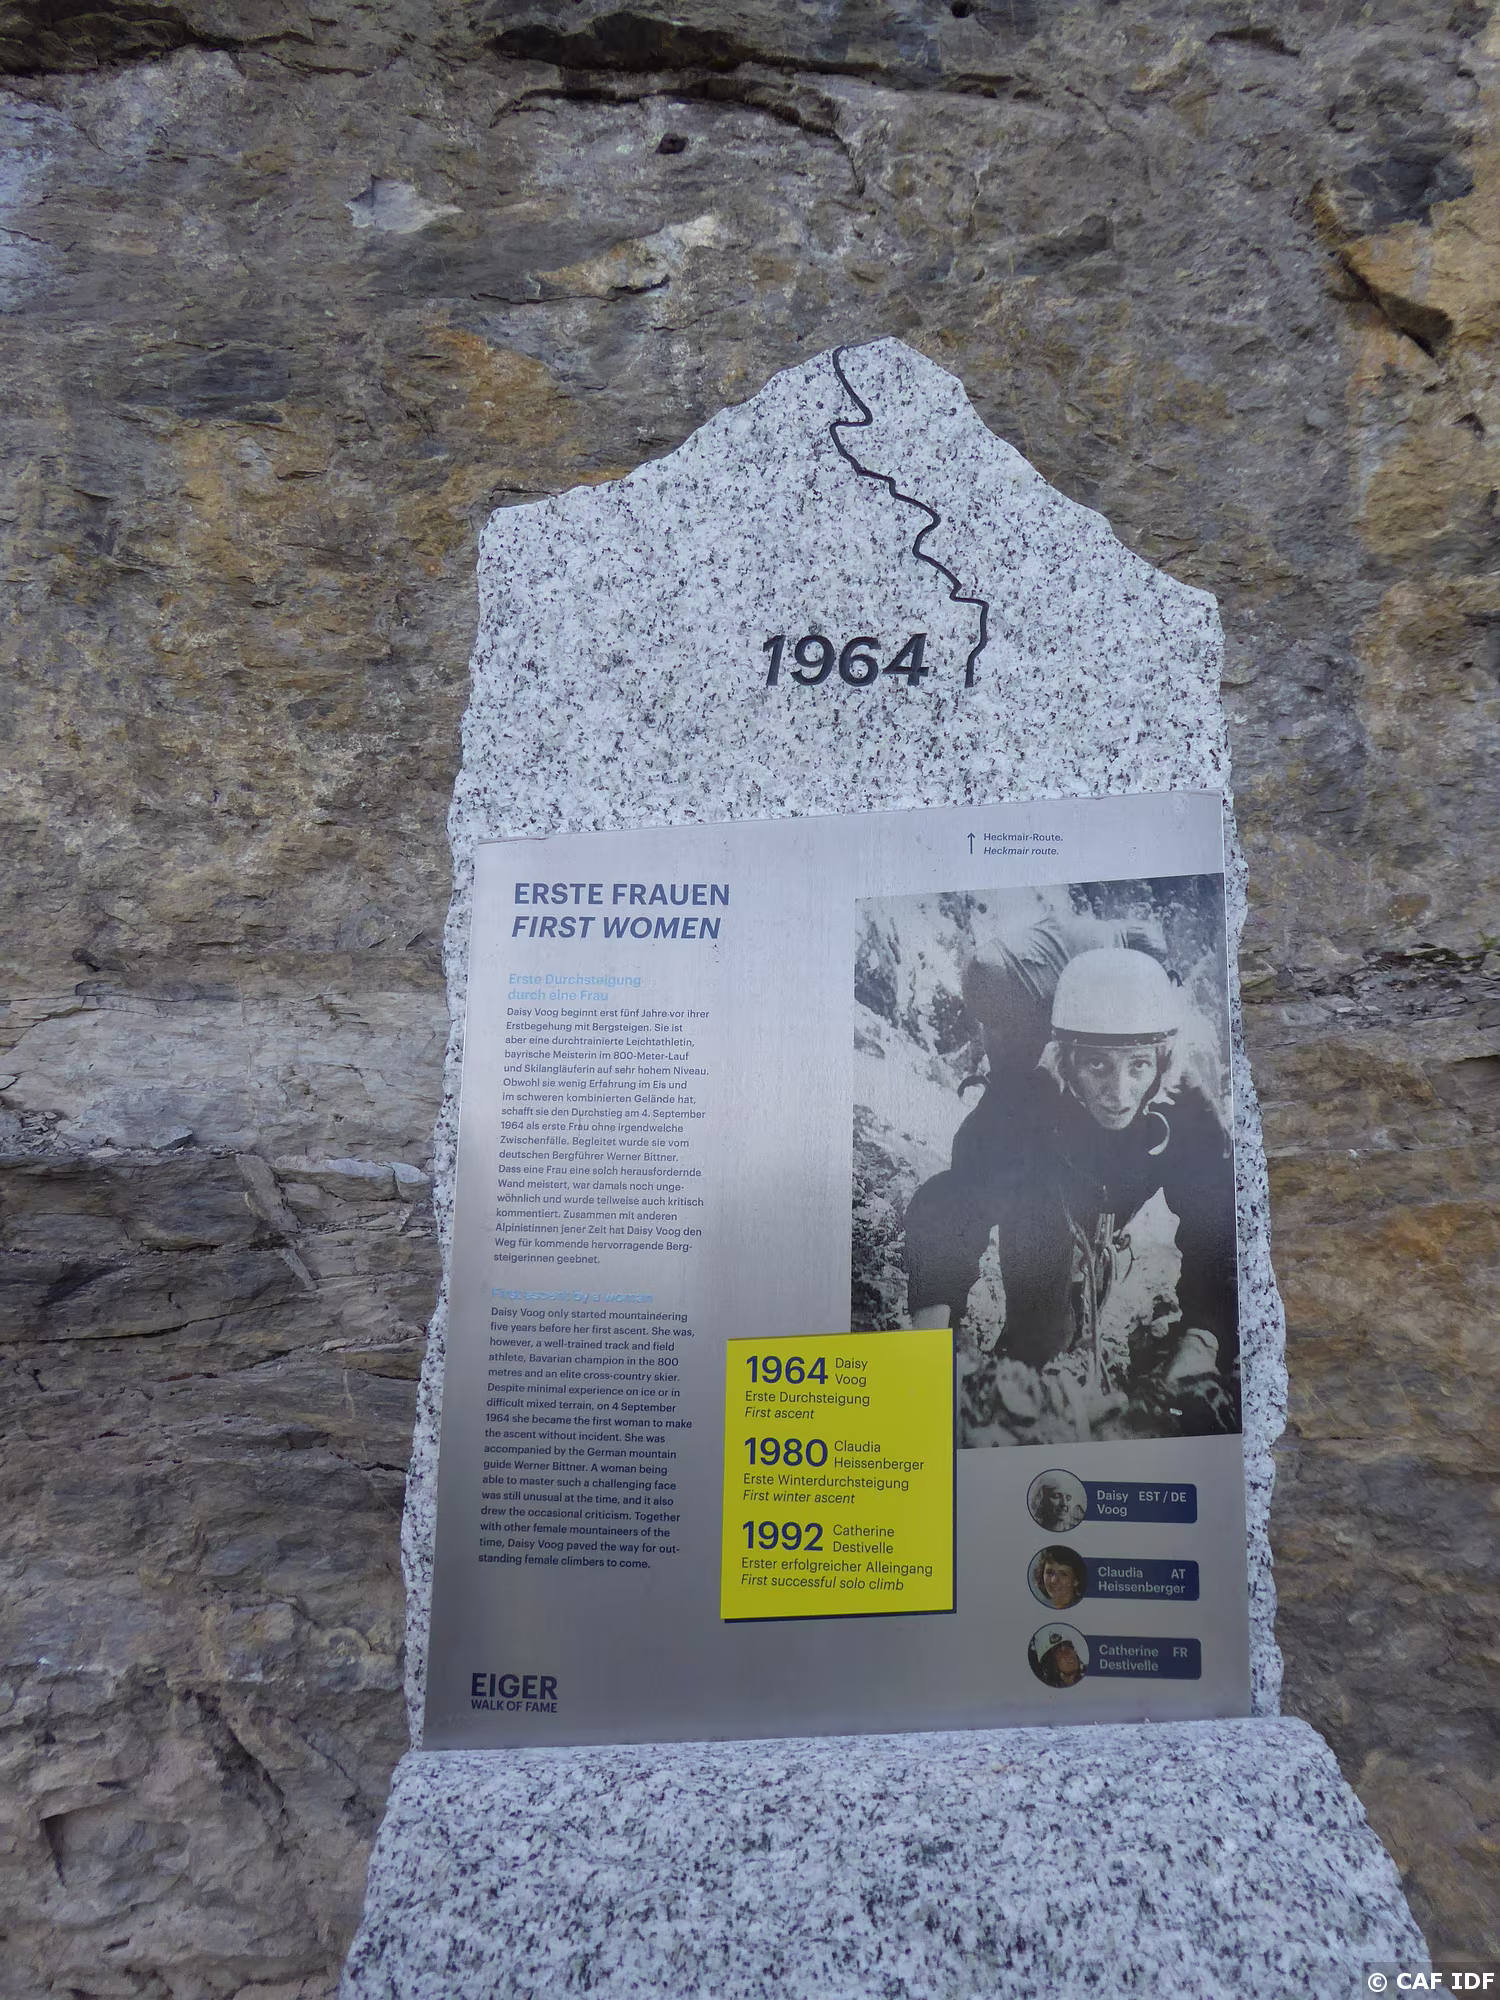 1964
↑ Heckmair-Route.
Heckmair route.
ERSTE FRAUEN
FIRST WOMEN
Erste Durchsteigung
durch eine Frau
Daisy Voog beginnt erst fünf Jahre vor ihrer
Erstbegehung mit Bergsteigen. Sie ist
aber eine durchtrainierte Leichtathletin,
bayrische Meisterin im 800-Meter-Lauf
und Skilangläuferin auf sehr hohem Niveau.
Obwohl sie wenig Erfahrung im Eis und
im schweren kombinierten Gelände hat,
schafft sie den Durchstieg am 4. September
1964 als erste Frau ohne irgendwelche
Zwischenfälle. Begleitet wurde sie vom
deutschen Bergführer Werner Bittner.
Dass eine Frau eine solch herausfordernde
Wand meistert, war damals noch unge-
wöhnlich und wurde teilweise auch kritisch
kommentiert. Zusammen mit anderen
Alpinistinnen jener Zeit hat Daisy Voog den
Weg für kommende hervorragende Berg-
steigerinnen geebnet.
First ascent by a woman
Daisy Voog only started mountaineering
five years before her first ascent. She was,
however, a well-trained track and field
athlete, Bavarian champion in the 800
metres and an elite cross-country skier.
Despite minimal experience on ice or in
difficult mixed terrain, on 4 September
1964 she became the first woman to make
the ascent without incident. She was
accompanied by the German mountain
guide Werner Bittner. A woman being
able to master such a challenging face
was still unusual at the time, and it also
drew the occasional criticism. Together
with other female mountaineers of the
time, Daisy Voog paved the way for out-
standing female climbers to come.
1964 Daisy
Voog
Erste Durchsteigung
First ascent
1980 Claudia
Heissenberger
Erste Winterdurchsteigung
First winter ascent
1992 Catherine
Destivelle
Erster erfolgreicher Alleingang
First successful solo climb
Daisy EST / DE
Voog
Claudia AT
Heissenberger
Catherine FR
Destivelle
EIGER
WALK OF FAME
© CAF IDF